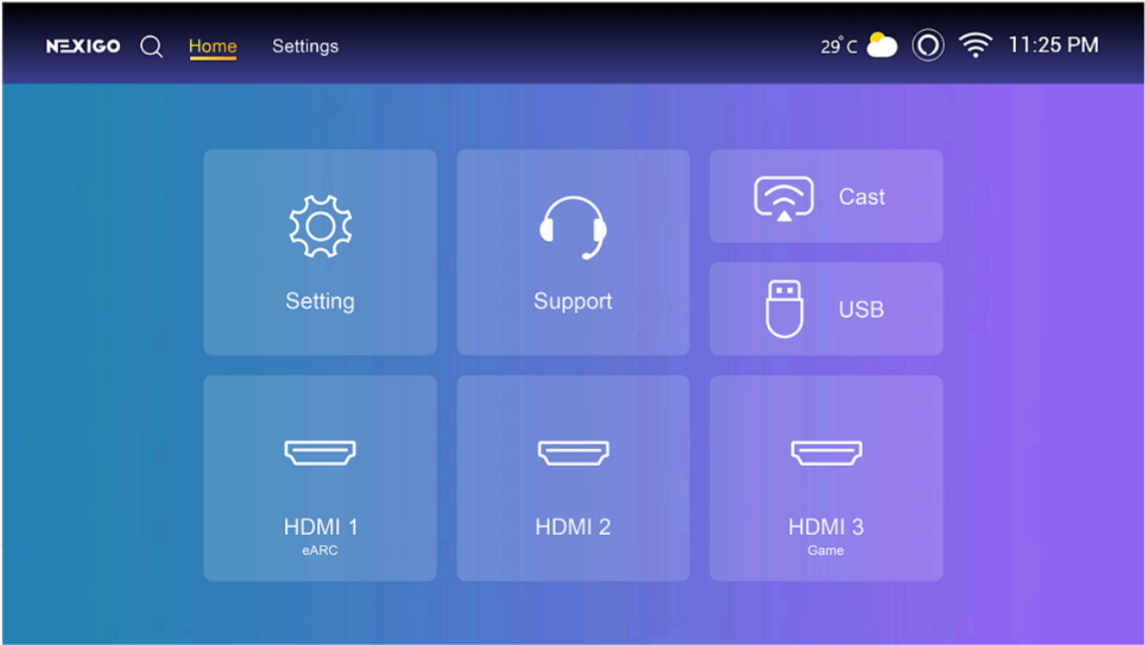 NEXIGO Home Settings 29°C 11:25 PM
Setting
Support
Cast
USB
HDMI 1
eARC
HDMI 2
HDMI 3
Game